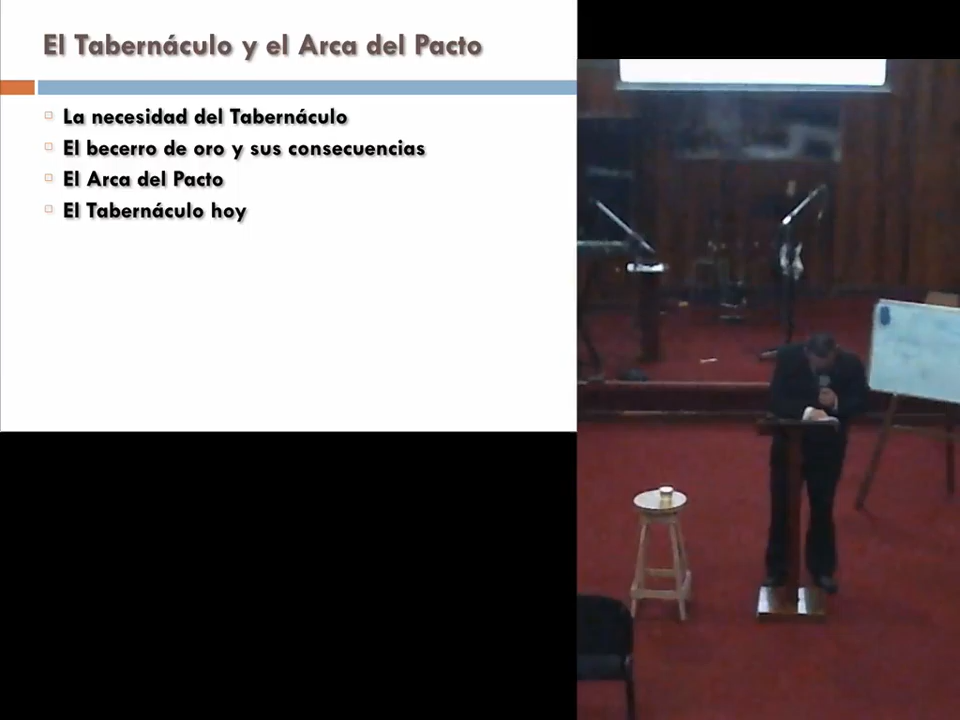 El Tabernáculo y el Arca del Pacto
La necesidad del Tabernáculo
El becerro de oro y sus consecuencias
El Arca del Pacto
El Tabernáculo hoy